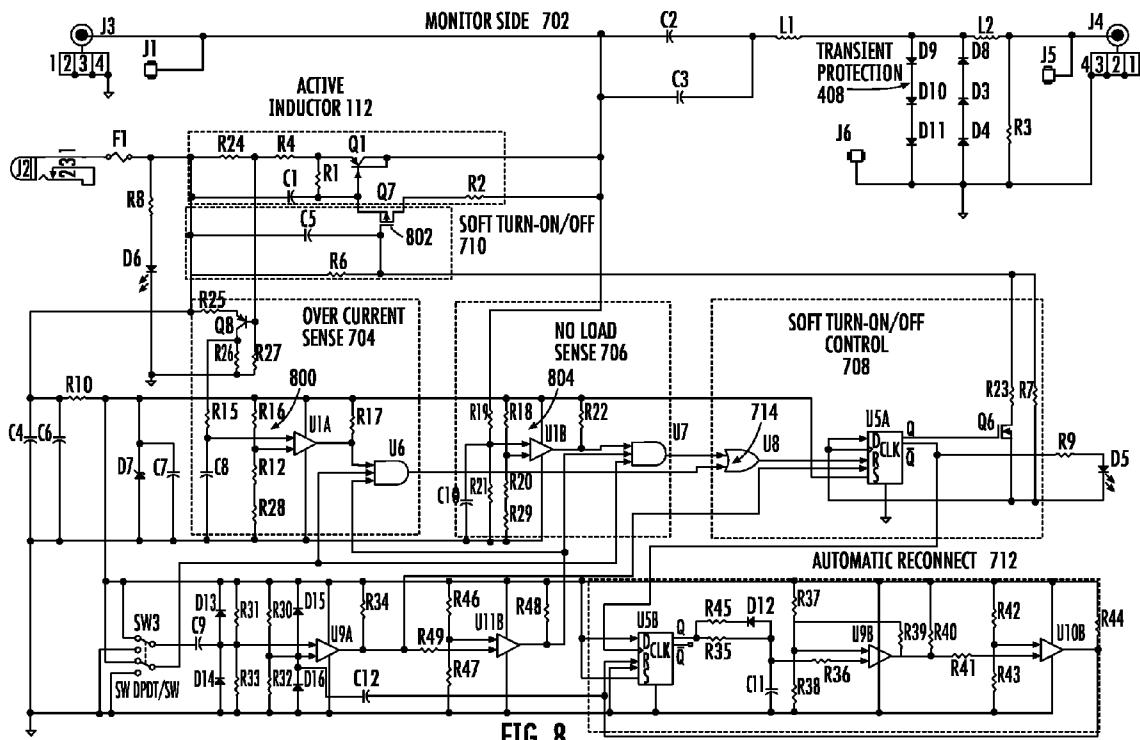 J3
MONITOR SIDE 702
C2
L1
L2
J4
1 2 3 4
J1
D9
D8
J5
4 3 2 1
TRANSIENT
PROTECTION
408
C3
D10
D3
D11
D4
R3
J6
ACTIVE
INDUCTOR 112
F1
R24
R4
Q1
J2
2 3 1
R1
R8
C1
Q7
R2
C5
802
SOFT TURN-ON/OFF
710
D6
R6
R25
Q8
OVER CURRENT
SENSE 704
NO LOAD
SENSE 706
SOFT TURN-ON/OFF
CONTROL
708
R26
R27
R10
800
804
R23
R7
R15
R16
U1A
R17
R19
R18
U1B
R22
U5A
Q
Q6
C4
C6
U6
U7
714
U8
D
CLK
R
S
Q
R9
D7
C7
C8
R12
C10
R21
R20
D5
R28
R29
AUTOMATIC RECONNECT 712
SW3
D13
R31
R30
D15
R34
R46
R48
R45
D12
R37
R42
R44
C9
U9A
R49
U11B
U5B
Q
D
CLK
R
S
Q
R35
U9B
R39
R40
U10B
D14
R33
R32
D16
C12
R47
C11
R36
R38
R41
R43
SW DPDT/SW
FIG. 8